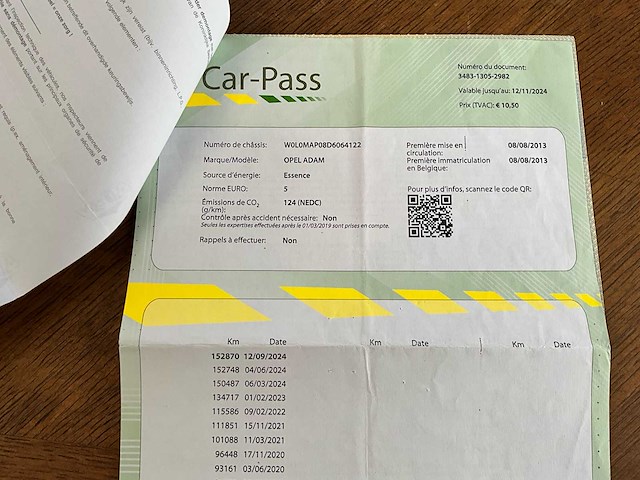 Car-Pass
Numéro du document:
3483-1305-2982
Valable jusqu'au: 12/11/2024
Prix (TVAC): € 10,50
Numéro de châssis: W0L0MAP08D6064122
Marque/Modèle: OPEL ADAM
Source d'énergie: Essence
Norme EURO: 5
Émissions de CO2 (g/km): 124 (NEDC)
Contrôle après accident nécessaire: Non
Seules les expertises effectuées après le 01/03/2019 sont prises en compte.
Rappels à effectuer: Non
Première mise en circulation: 08/08/2013
Première immatriculation en Belgique: 08/08/2013
Pour plus d'infos, scannez le code QR:
Km Date Km Date Km Date
152870 12/09/2024
152748 04/06/2024
150487 06/03/2024
134717 01/02/2023
115586 09/02/2022
111851 15/11/2021
101088 11/03/2021
96448 17/11/2020
93161 03/06/2020